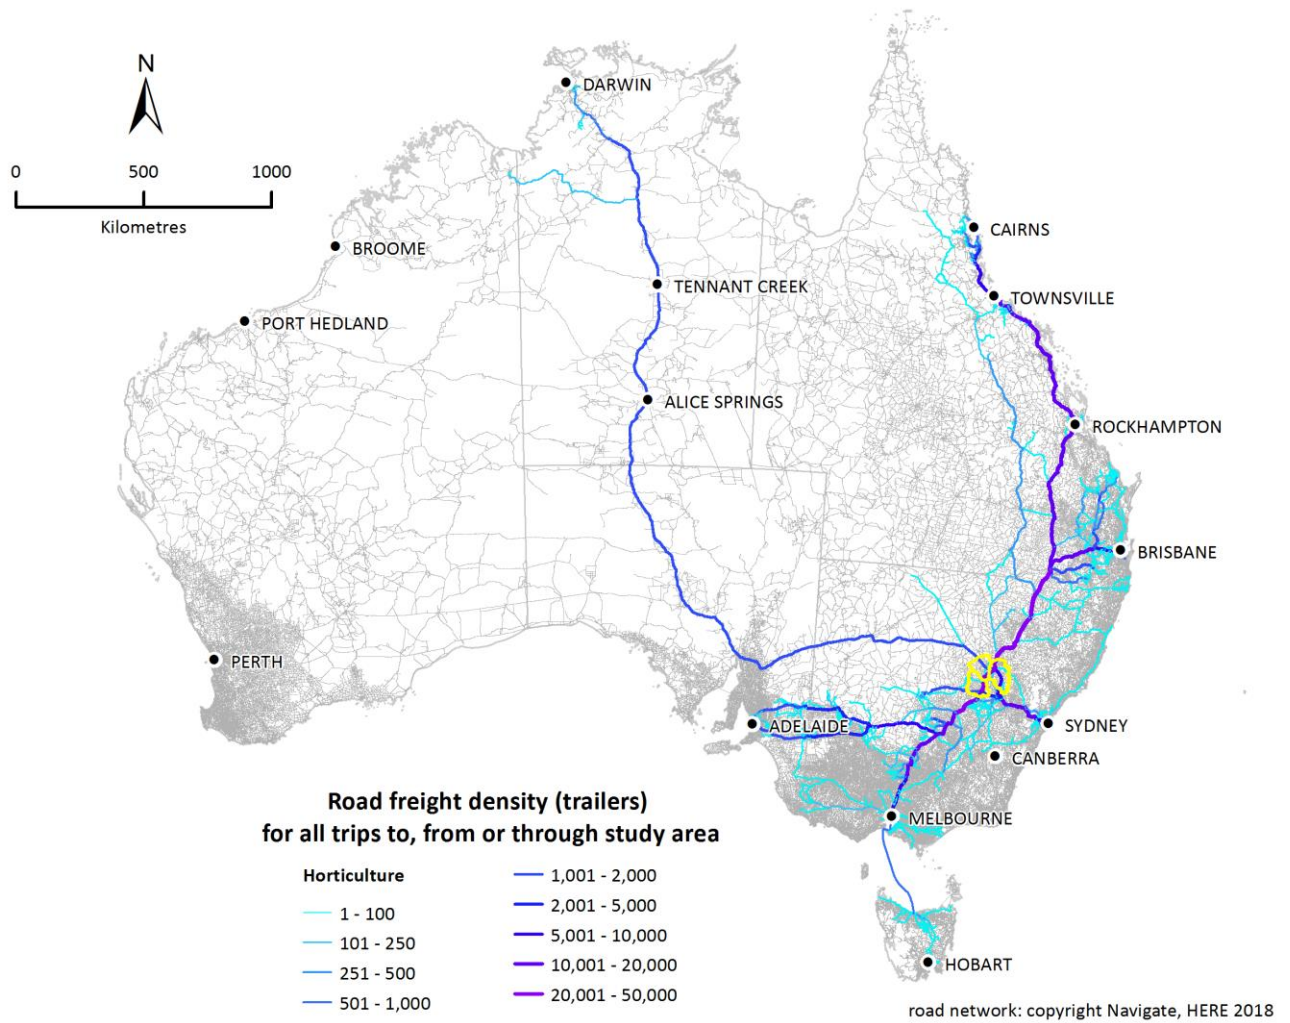 N
0 500 1000
Kilometres
DARWIN
BROOME
CAIRNS
TENNANT CREEK
TOWNSVILLE
PORT HEDLAND
ALICE SPRINGS
ROCKHAMPTON
BRISBANE
PERTH
ADELAIDE
SYDNEY
CANBERRA
MELBOURNE
HOBART
Road freight density (trailers)
for all trips to, from or through study area
Horticulture
1 - 100
101 - 250
251 - 500
501 - 1,000
1,001 - 2,000
2,001 - 5,000
5,001 - 10,000
10,001 - 20,000
20,001 - 50,000
road network: copyright Navigate, HERE 2018